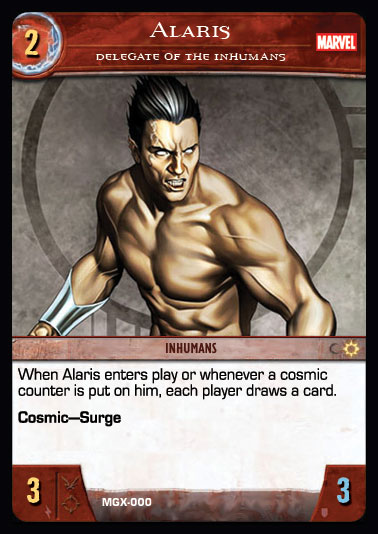 2
ALARIS
MARVEL
DELEGATE OF THE INHUMANS
INHUMANS
C
When Alaris enters play or whenever a cosmic
counter is put on him, each player draws a card.
Cosmic—Surge
3
MGX-000
3